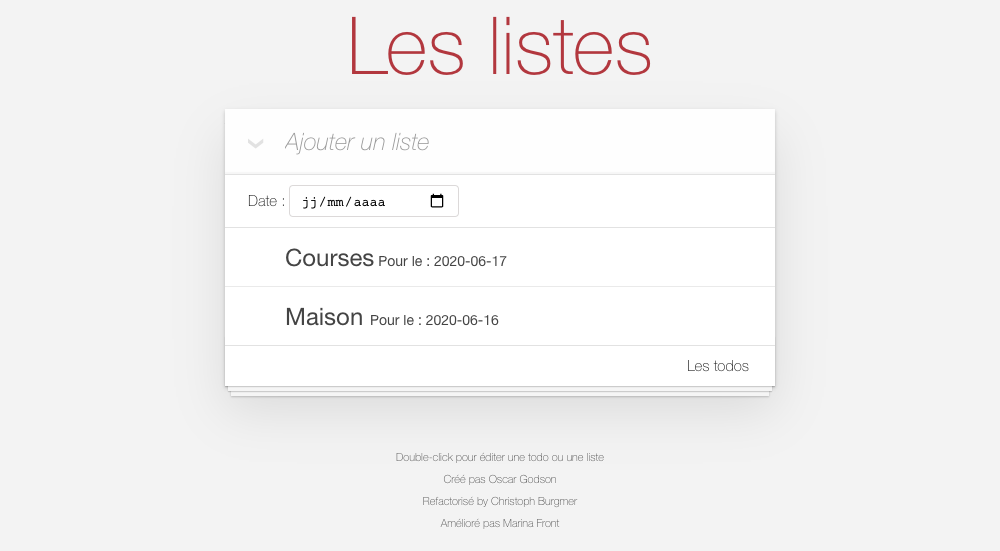 Les listes
Ajouter un liste
Date : jj/mm/aaaa
Courses Pour le : 2020-06-17
Maison Pour le : 2020-06-16
Les todos
Double-click pour éditer une todo ou une liste
Créé pas Oscar Godson
Refactorisé by Christoph Burgmer
Amélioré pas Marina Front